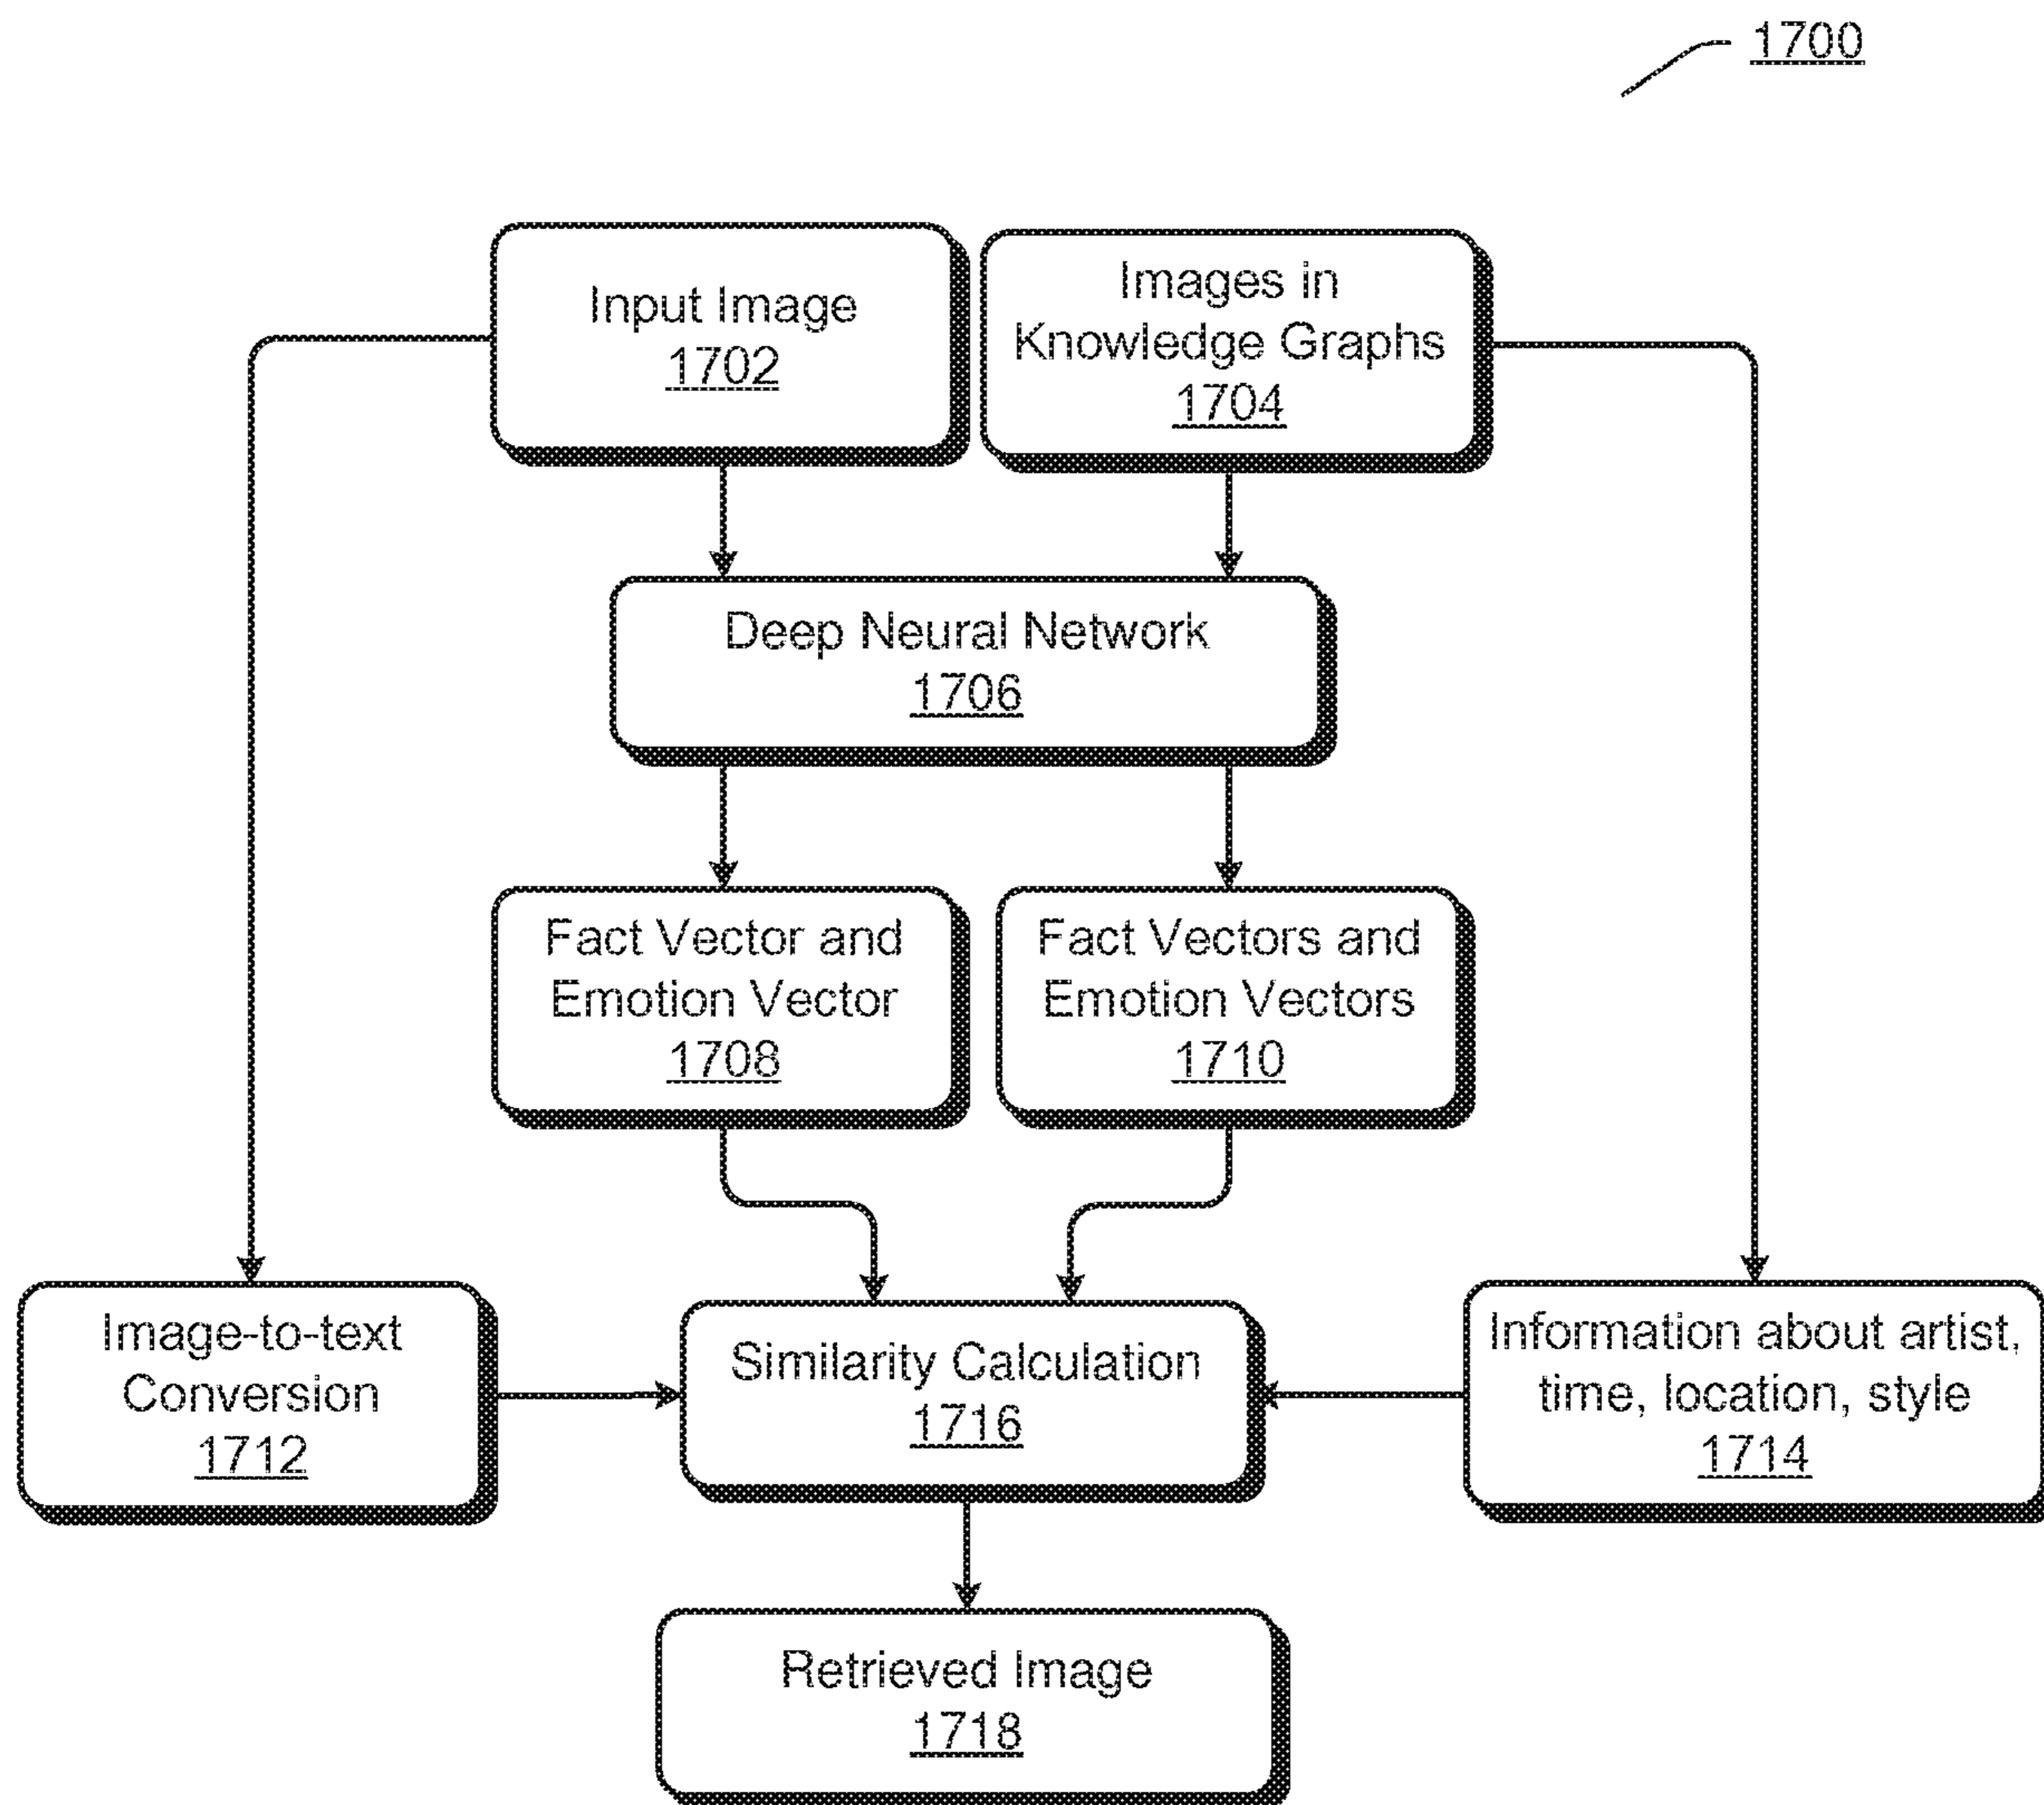 1700
Input Image
1702
Images in
Knowledge Graphs
1704
Deep Neural Network
1706
Fact Vector and
Emotion Vector
1708
Fact Vectors and
Emotion Vectors
1710
Image-to-text
Conversion
1712
Similarity Calculation
1716
Information about artist,
time, location, style
1714
Retrieved Image
1718